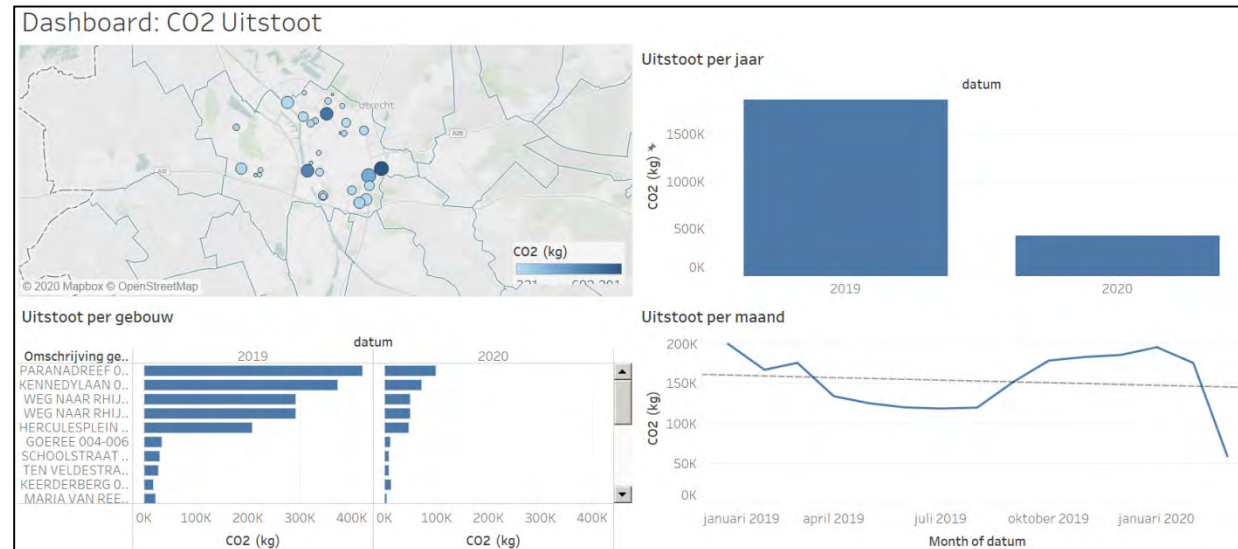 Dashboard: CO2 Uitstoot
Utrecht
CO2 (kg)
© 2020 Mapbox © OpenStreetMap
Uitstoot per jaar
datum
CO2 (kg)
1500K
1000K
500K
0K
2019
2020
Uitstoot per gebouw
datum
Omschrijving ge..
2019
2020
PARANADREEF 0..
KENNEDYLAAN 0..
WEG NAAR RHIJ..
WEG NAAR RHIJ..
HERCULESPLEIN ..
GOEREE 004-006
SCHOOLSTRAAT ..
TEN VELDESTRA..
KEERDERBERG 0..
MARIA VAN REE..
0K 100K 200K 300K 400K
0K 100K 200K 300K 400K
CO2 (kg)
CO2 (kg)
Uitstoot per maand
CO2 (kg)
200K
150K
100K
50K
0K
januari 2019
april 2019
juli 2019
oktober 2019
januari 2020
Month of datum